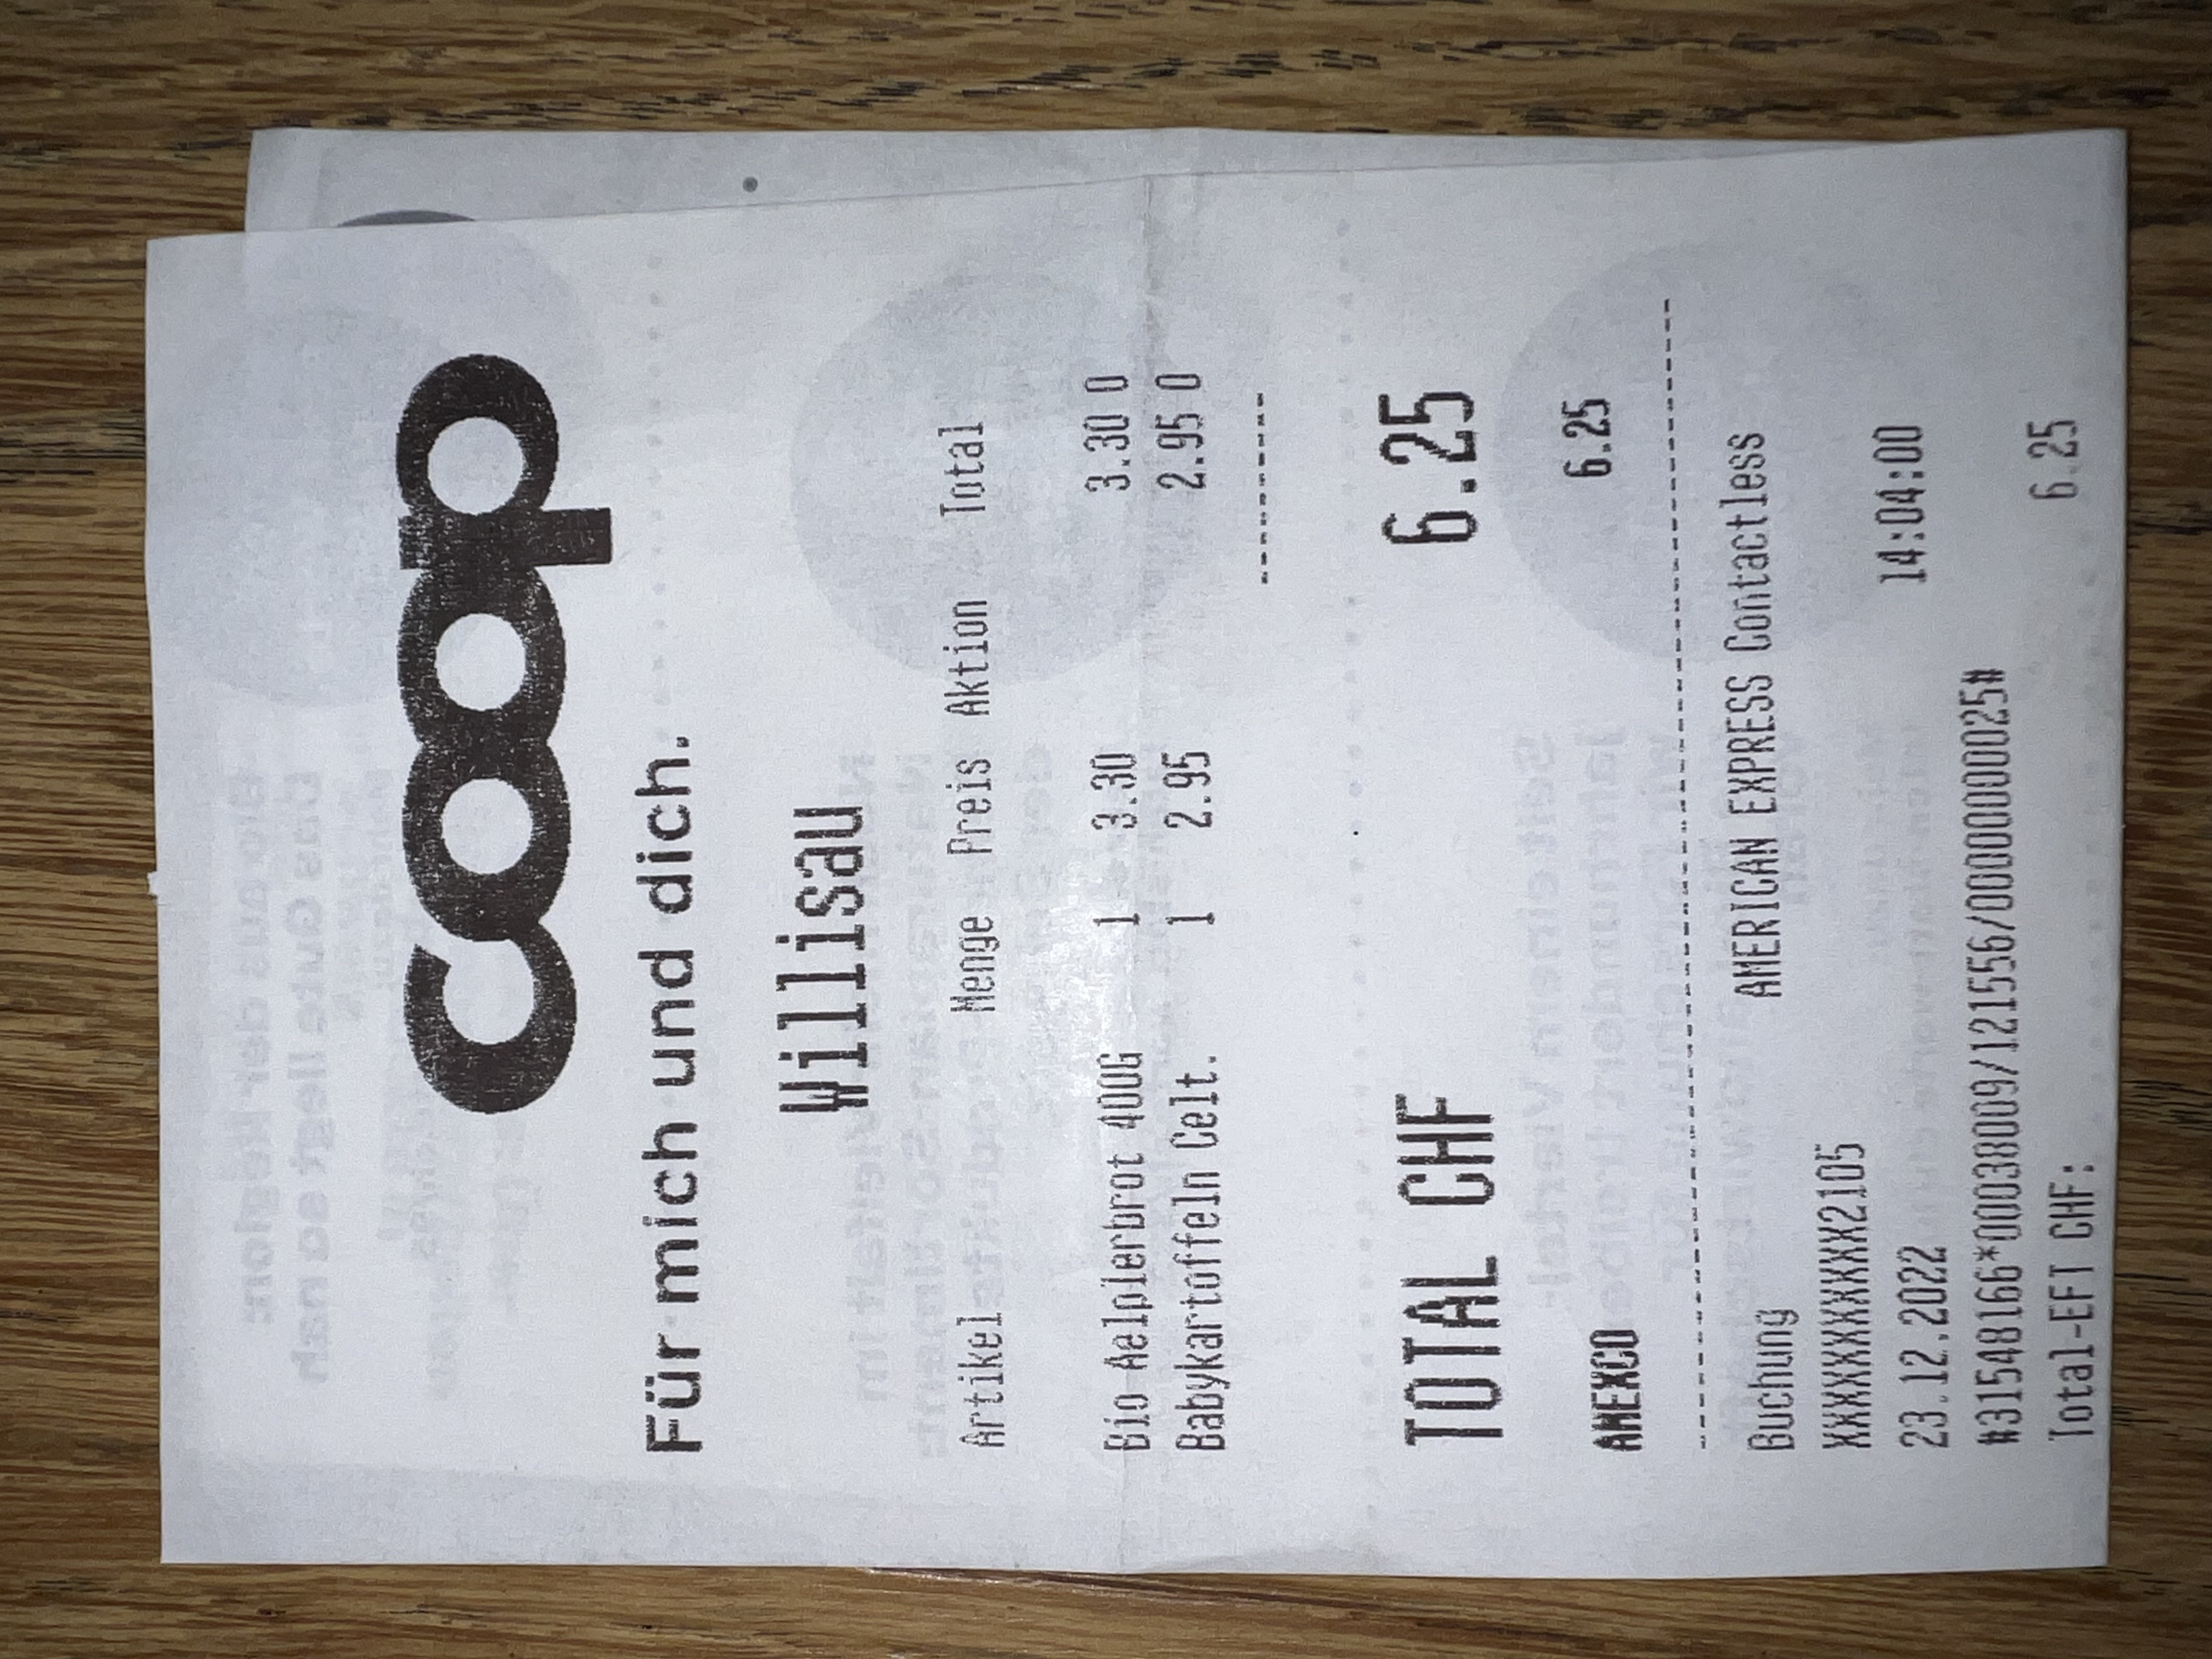 coop
Für mich und dich.
Willisau
Artikel Menge Preis Aktion Total
Bio Aelplerbrot 400G 1 3.30 3.30 0
Babykartoffeln Celt. 1 2.95 2.95 0
TOTAL CHF 6.25
AMEXCO 6.25
Buchung AMERICAN EXPRESS Contactless
XXXXXXXXXXX2105
23.12.2022 14:04:00
#31548166*00038009/121556/00000000025#
Total-EFT CHF: 6.25